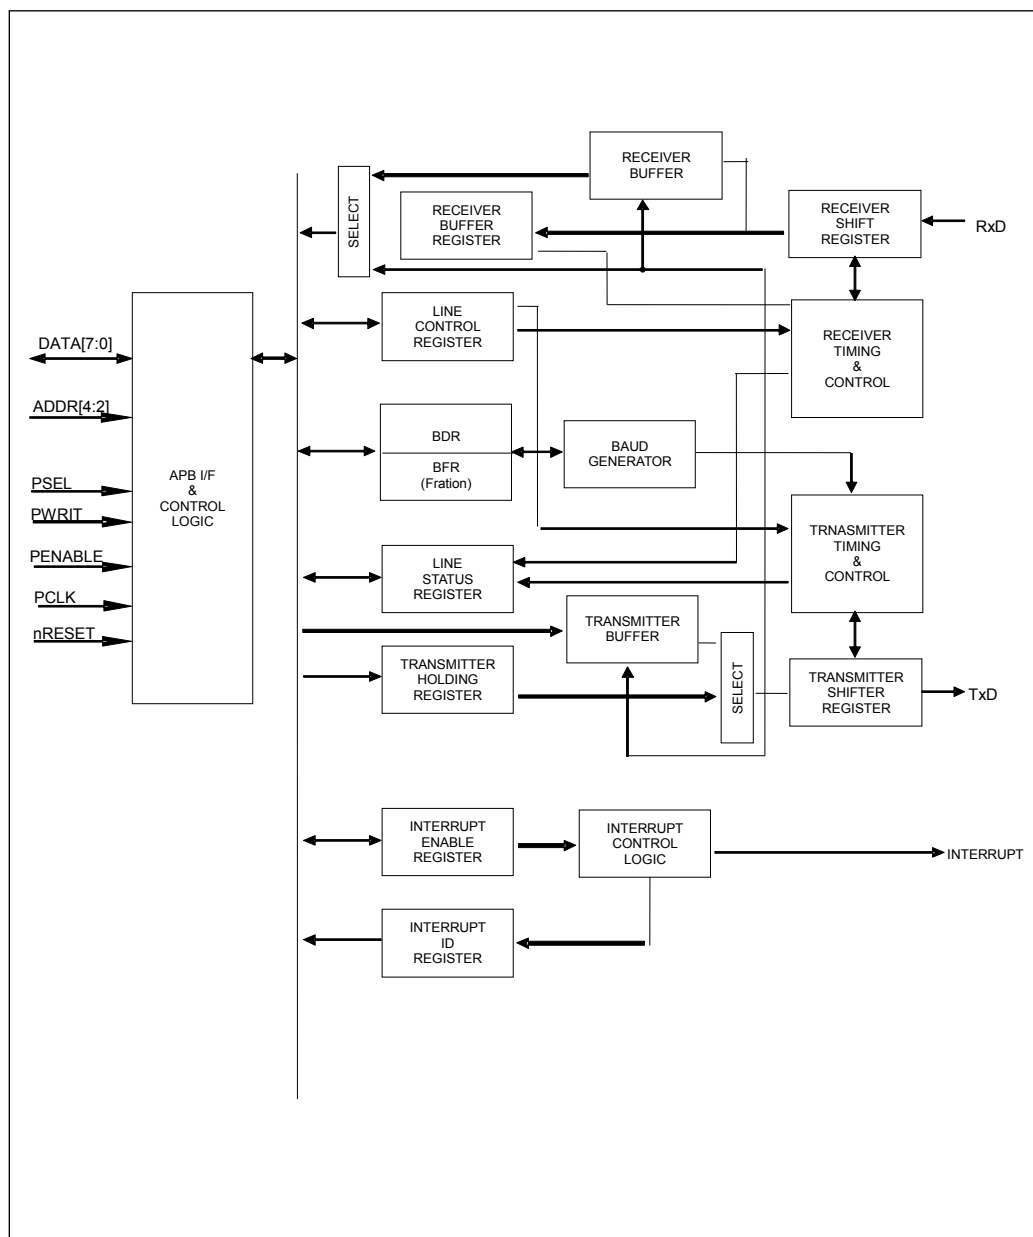 RECEIVER
BUFFER
SELECT
RECEIVER
BUFFER
REGISTER
RECEIVER
SHIFT
REGISTER
RxD
LINE
CONTROL
REGISTER
RECEIVER
TIMING
&
CONTROL
DATA[7:0]
ADDR[4:2]
PSEL
PWRIT
PENABLE
PCLK
nRESET
APB I/F
&
CONTROL
LOGIC
BDR
BFR
(Fration)
BAUD
GENERATOR
TRNASMITTER
TIMING
&
CONTROL
LINE
STATUS
REGISTER
TRANSMITTER
BUFFER
TRANSMITTER
HOLDING
REGISTER
SELECT
TRANSMITTER
SHIFTER
REGISTER
TxD
INTERRUPT
ENABLE
REGISTER
INTERRUPT
CONTROL
LOGIC
INTERRUPT
INTERRUPT
ID
REGISTER